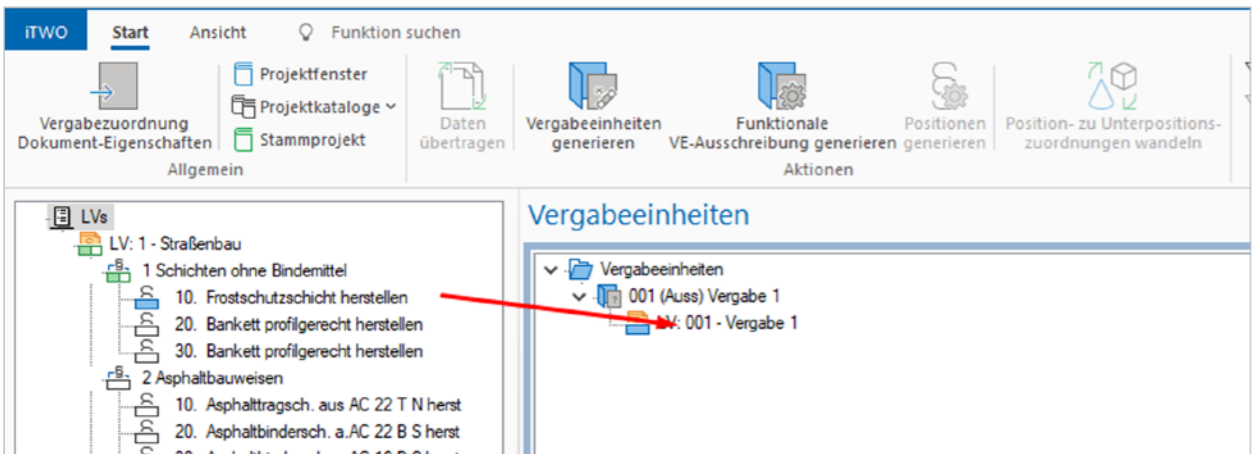 iTWO Start Ansicht Funktion suchen
Vergabezuordnung
Dokument-Eigenschaften
Projektfenster
Projektkataloge
Stammprojekt
Allgemein
Daten
übertragen
Vergabeeinheiten
generieren
Funktionale
VE-Ausschreibung generieren
Positionen
generieren
Position- zu Unterpositions-
zuordnungen wandeln
Aktionen
LVs
LV: 1 - Straßenbau
1 Schichten ohne Bindemittel
10. Frostschutzschicht herstellen
20. Bankett profilgerecht herstellen
30. Bankett profilgerecht herstellen
2 Asphaltbauweisen
10. Asphalttragsch. aus AC 22 T N herst
20. Asphaltbindersch. a.AC 22 B S herst
Vergabeeinheiten
Vergabeeinheiten
001 (Auss) Vergabe 1
LV: 001 - Vergabe 1